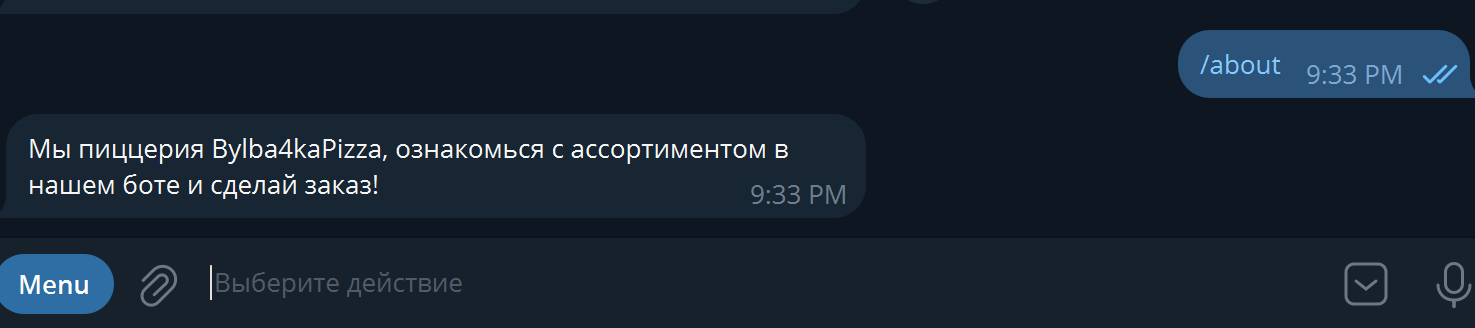 /about 9:33 PM
Мы пиццерия Bylba4kaPizza, ознакомься с ассортиментом в
нашем боте и сделай заказ!
9:33 PM
Menu Выберите действие